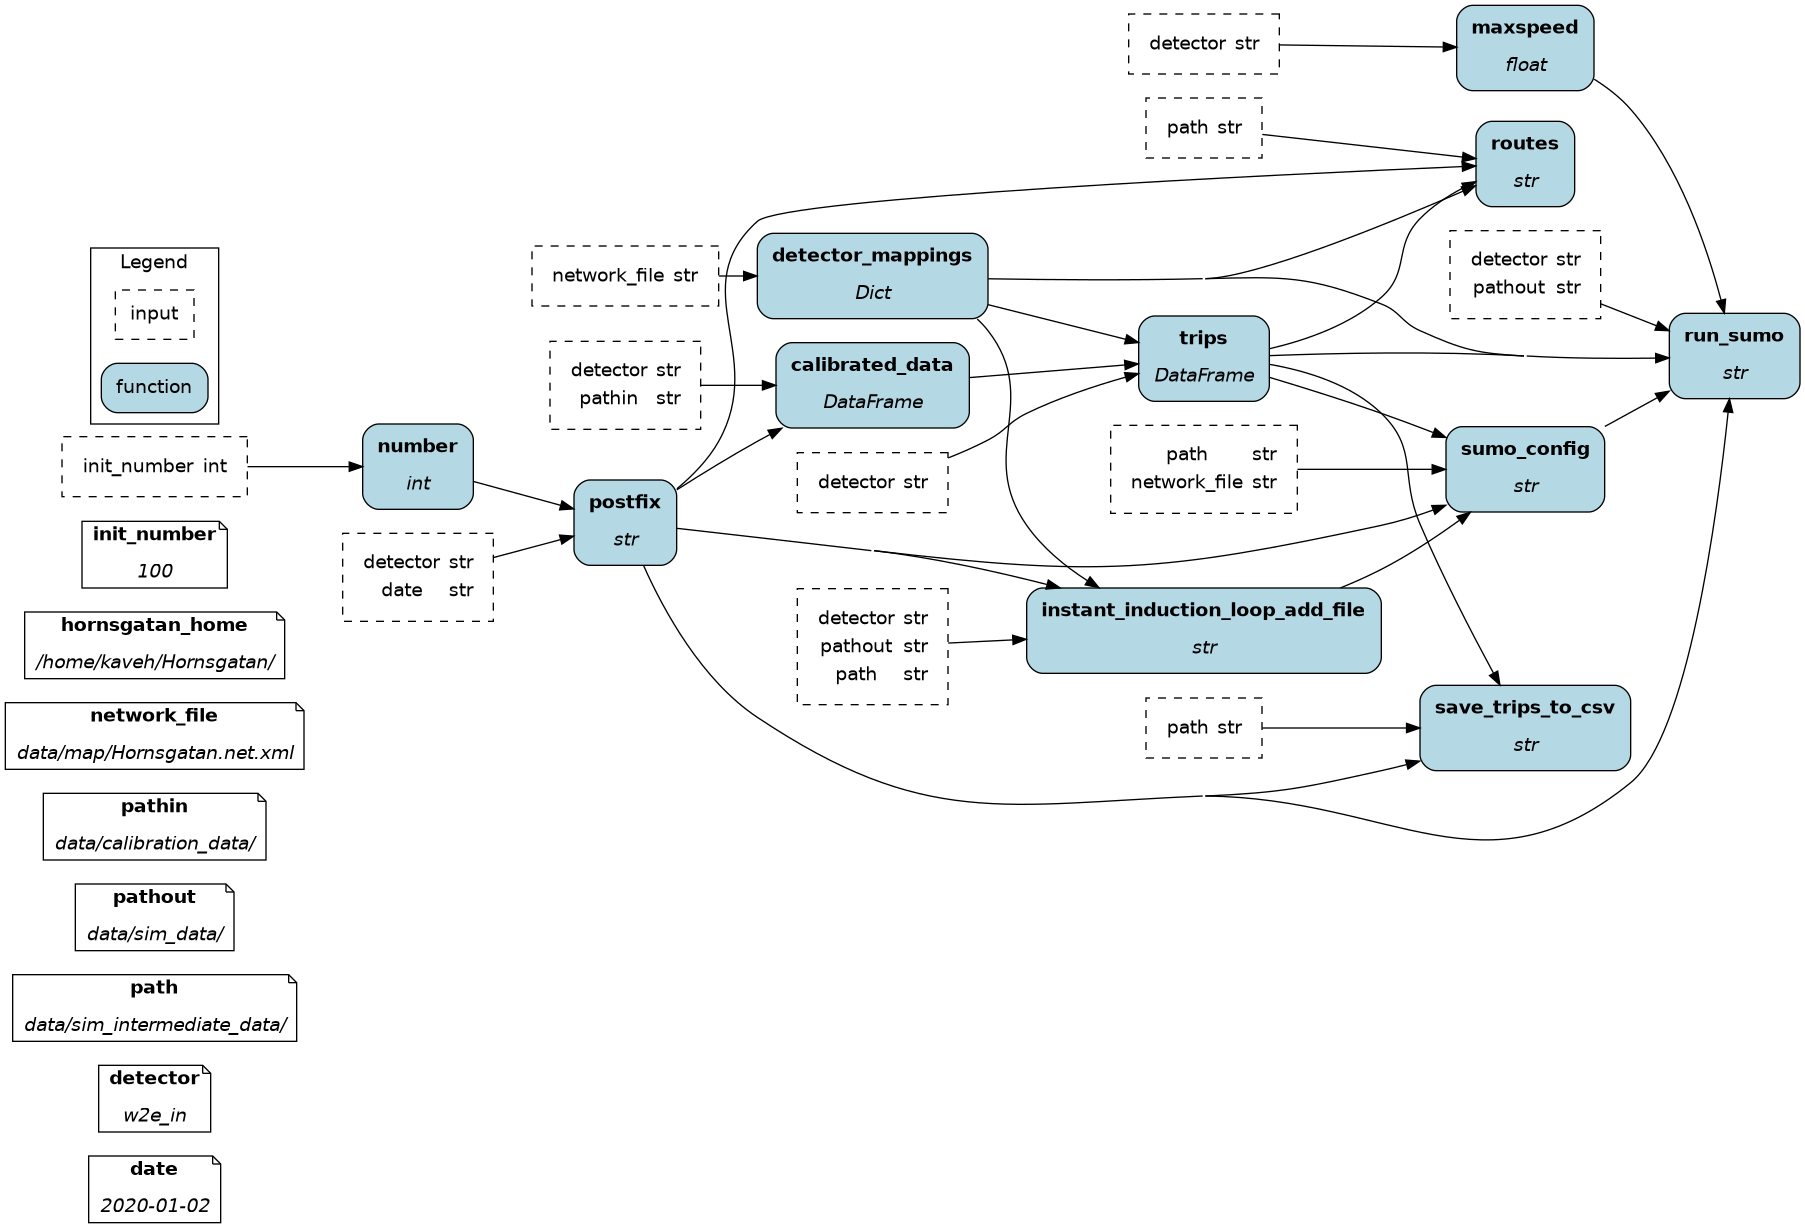 Legend
input
function
init_number int
init_number
100
hornsgatan_home
/home/kaveh/Hornsgatan/
network_file
data/map/Hornsgatan.net.xml
pathin
data/calibration_data/
pathout
data/sim_data/
path
data/sim_intermediate_data/
detector
w2e_in
date
2020-01-02
number
int
detector str
date str
postfix
str
network_file str
detector str
pathin str
detector_mappings
Dict
calibrated_data
DataFrame
detector str
detector str
pathout str
path str
detector str
path str
trips
DataFrame
path str
network_file str
instant_induction_loop_add_file
str
path str
maxspeed
float
routes
str
detector str
pathout str
sumo_config
str
save_trips_to_csv
str
run_sumo
str